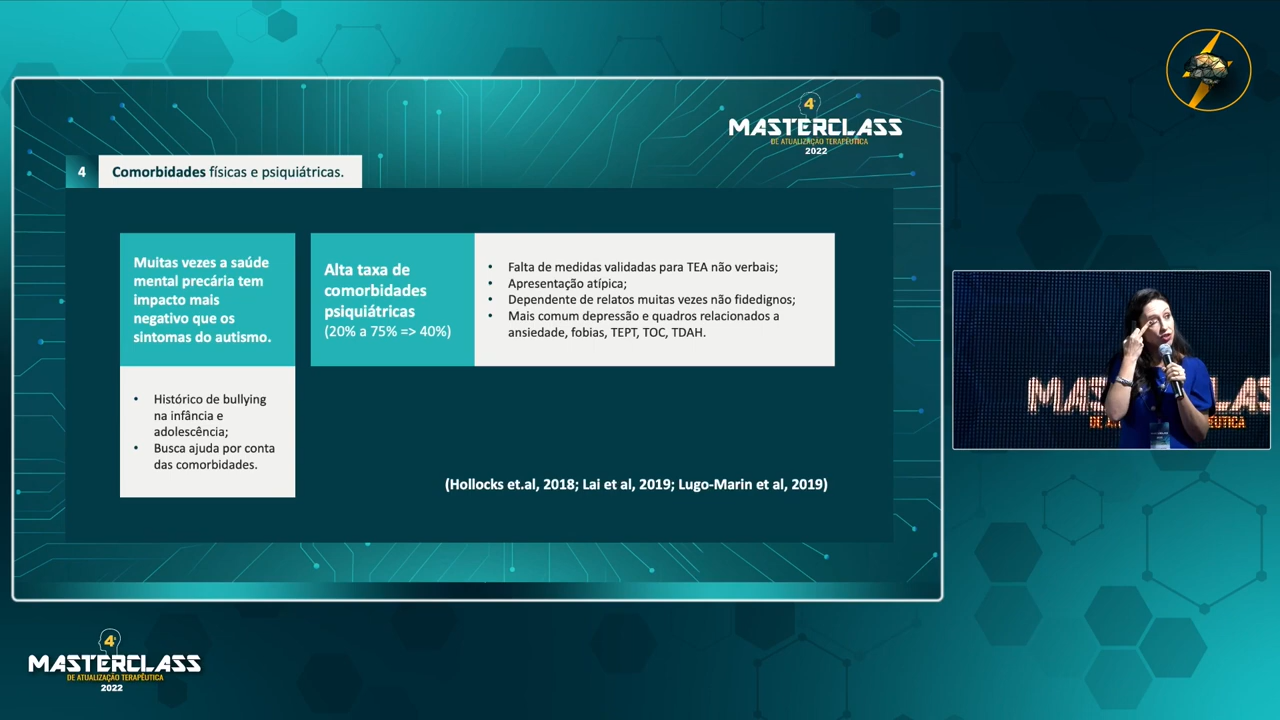 4º
MASTERCLASS
DE ATUALIZAÇÃO TERAPÊUTICA
2022
4
Comorbidades físicas e psiquiátricas.
Muitas vezes a saúde
mental precária tem
impacto mais
negativo que os
sintomas do autismo.
Histórico de bullying
na infância e
adolescência;
Busca ajuda por conta
das comorbidades.
Alta taxa de
comorbidades
psiquiátricas
(20% a 75% => 40%)
Falta de medidas validadas para TEA não verbais;
Apresentação atípica;
Dependente de relatos muitas vezes não fidedignos;
Mais comum depressão e quadros relacionados a
ansiedade, fobias, TEPT, TOC, TDAH.
(Hollocks et.al, 2018; Lai et al, 2019; Lugo-Marin et al, 2019)
4º
MASTERCLASS
DE ATUALIZAÇÃO TERAPÊUTICA
2022